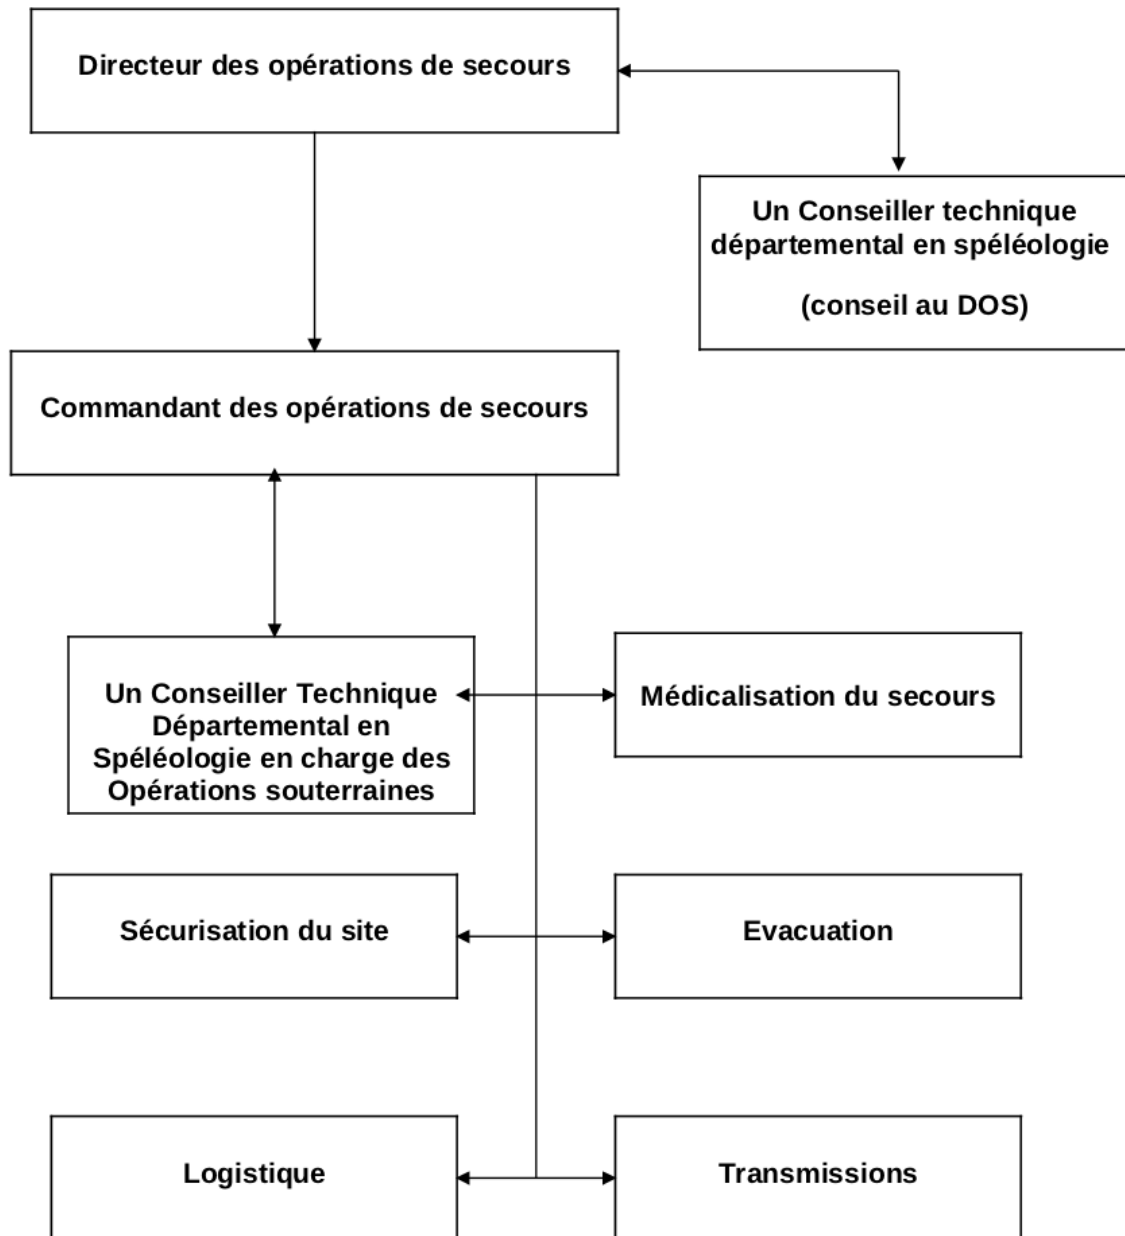 Directeur des opérations de secours
Un Conseiller technique
départemental en spéléologie
(conseil au DOS)
Commandant des opérations de secours
Un Conseiller Technique
Départemental en
Spéléologie en charge des
Opérations souterraines
Médicalisation du secours
Sécurisation du site
Evacuation
Logistique
Transmissions